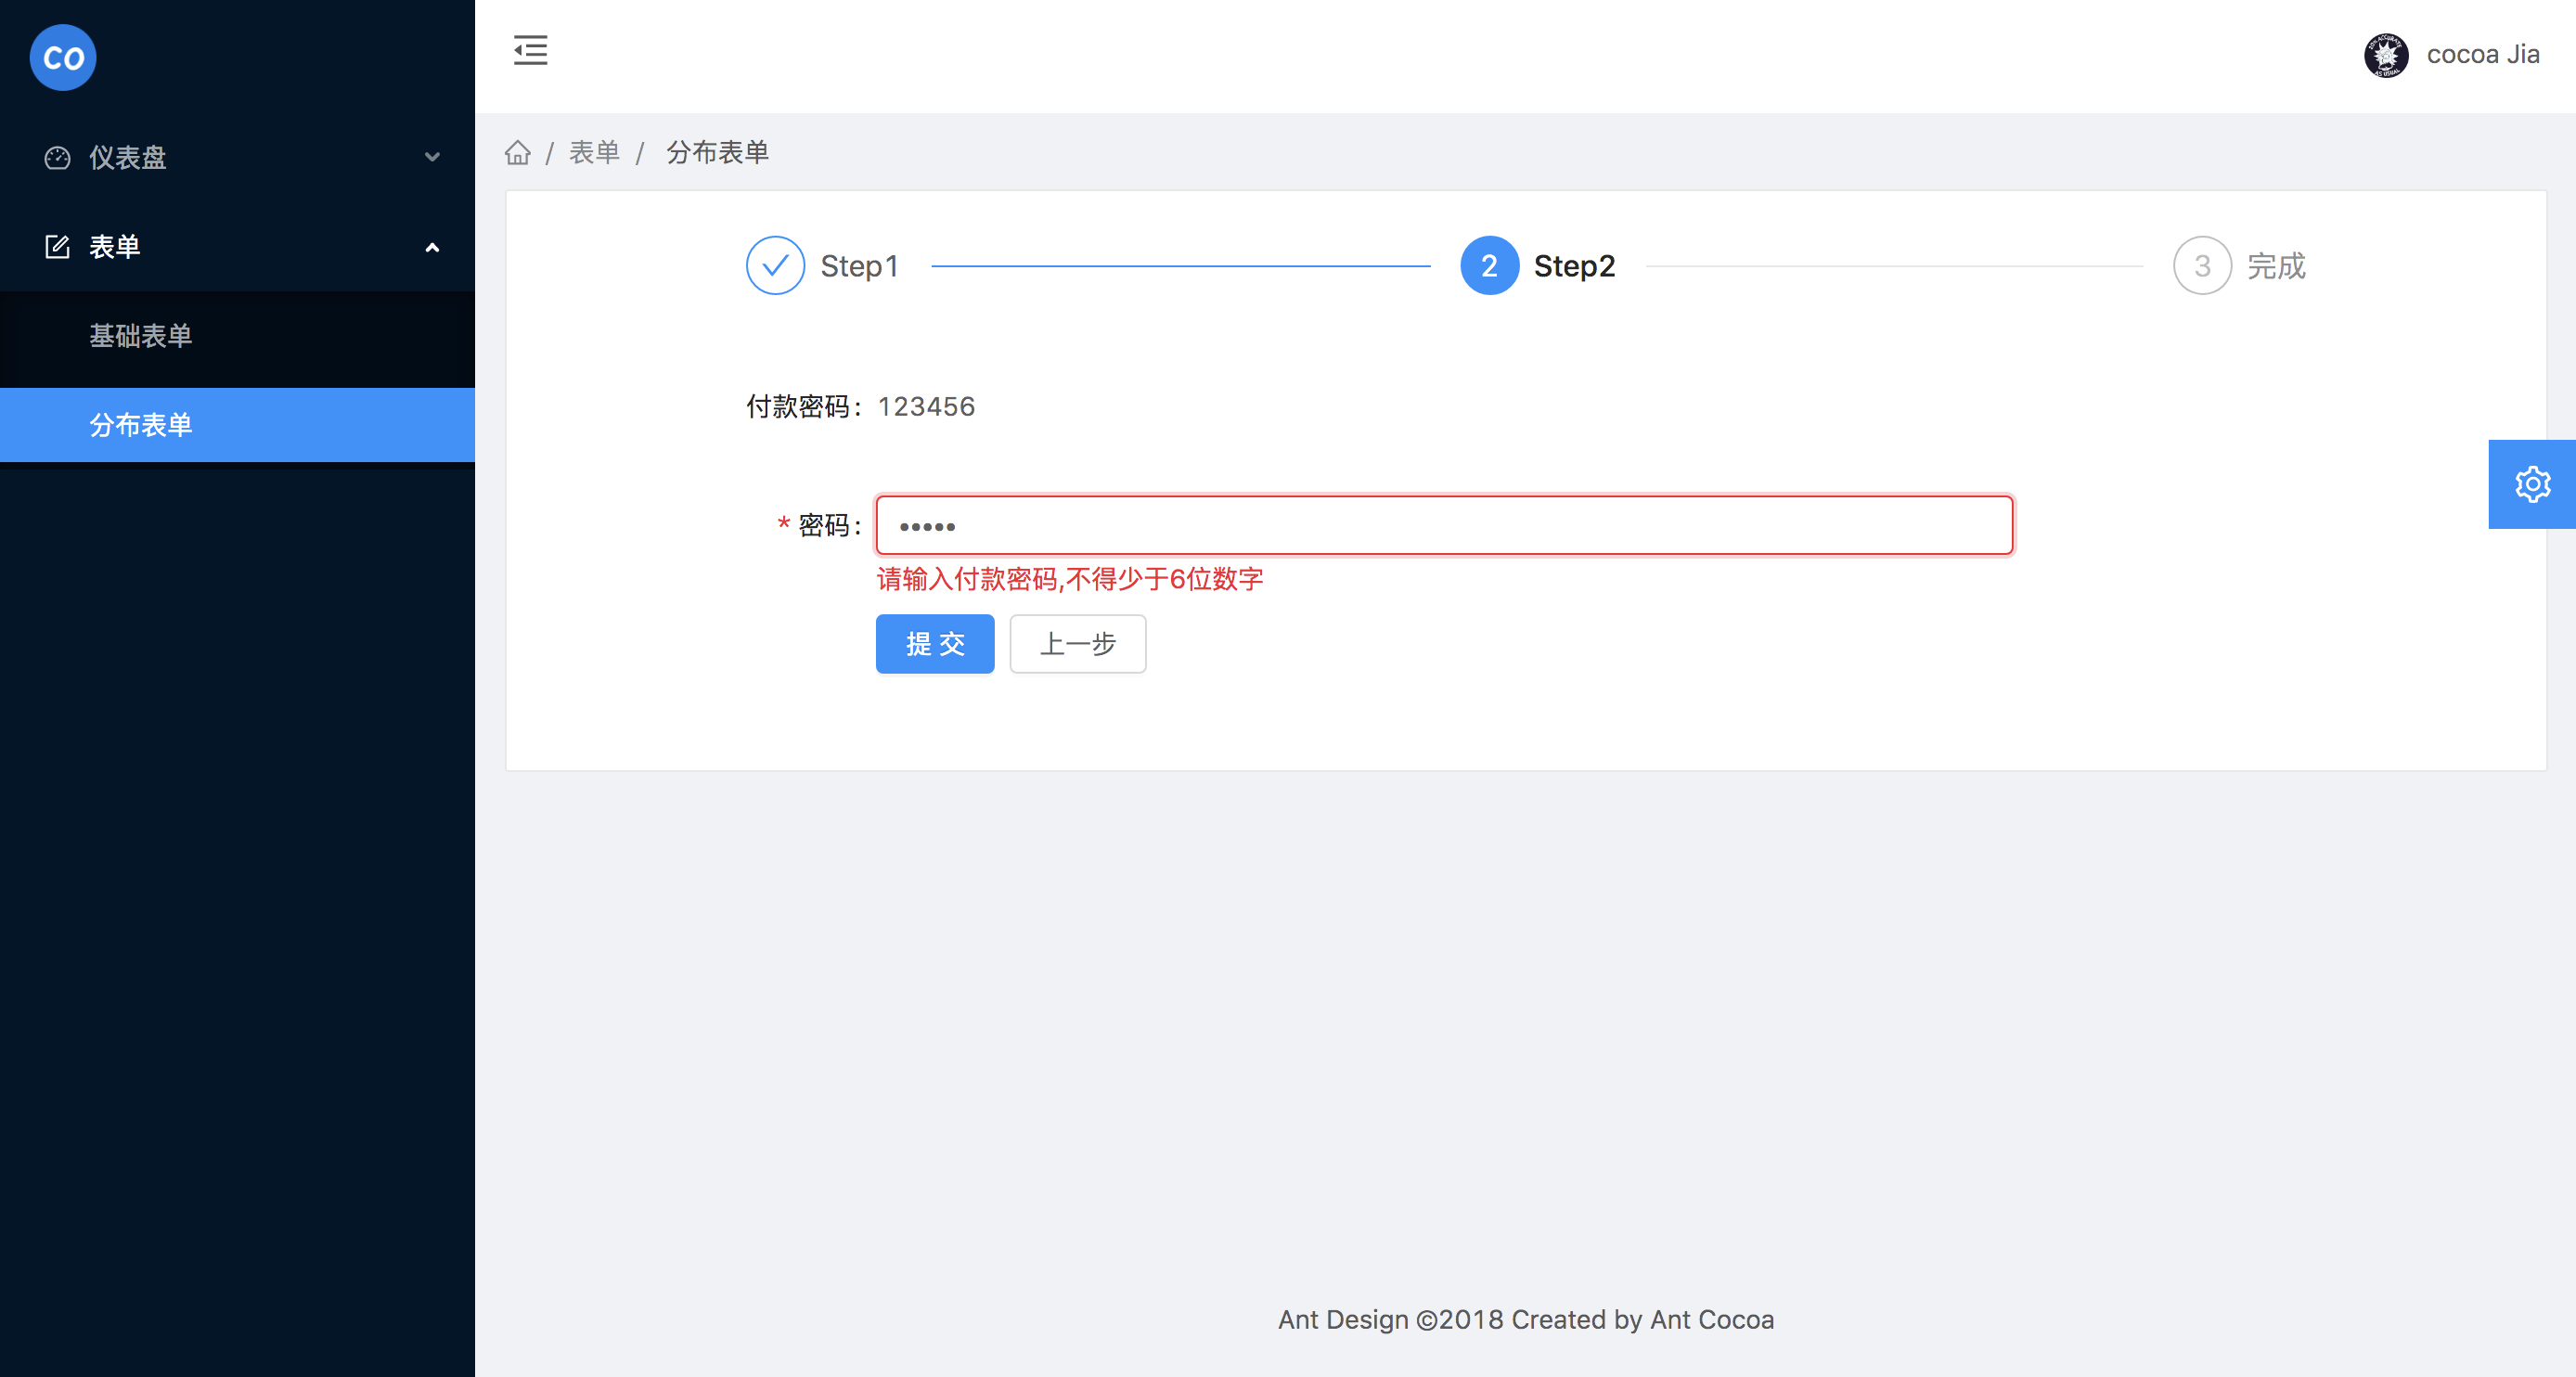 co
cocoa Jia
仪表盘
/ 表单 / 分布表单
表单
Step1
2 Step2
3 完成
基础表单
分布表单
付款密码: 123456
* 密码: •••••
请输入付款密码,不得少于6位数字
提 交
上一步
Ant Design ©2018 Created by Ant Cocoa